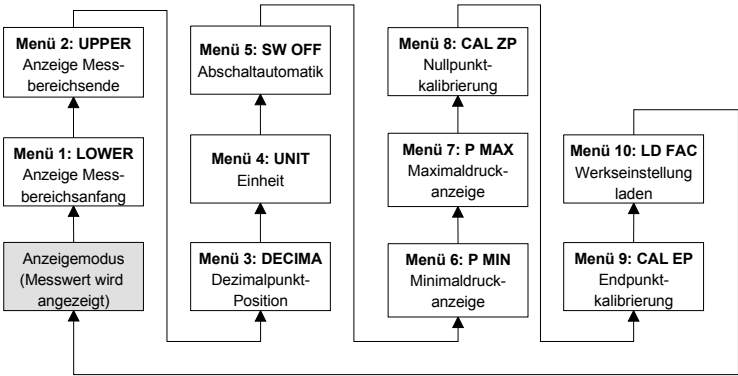 Menü 2: UPPER
Anzeige Mess-
bereichsende
Menü 1: LOWER
Anzeige Mess-
bereichsanfang
Anzeigemodus
(Messwert wird
angezeigt)
Menü 5: SW OFF
Abschaltautomatik
Menü 4: UNIT
Einheit
Menü 3: DECIMA
Dezimalpunkt-
Position
Menü 8: CAL ZP
Nullpunkt-
kalibrierung
Menü 7: P MAX
Maximaldruck-
anzeige
Menü 6: P MIN
Minimaldruck-
anzeige
Menü 10: LD FAC
Werkseinstellung
laden
Menü 9: CAL EP
Endpunkt-
kalibrierung